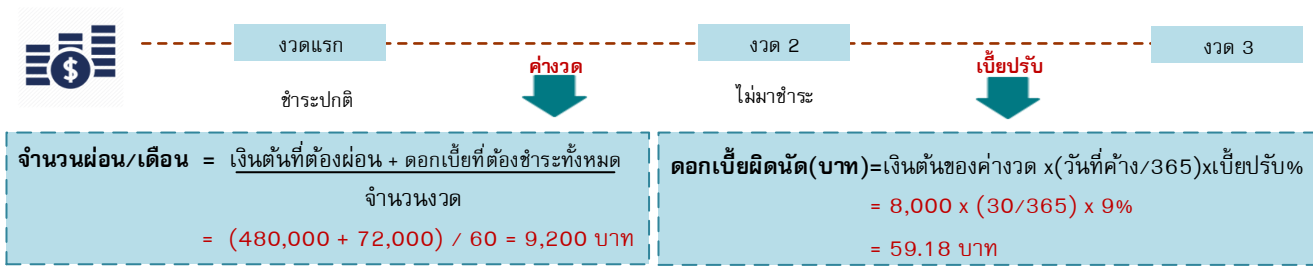 $
งวดแรก
งวด 2
งวด 3
ค่างวด
เบี้ยปรับ
ชำระปกติ
ไม่มาชำระ
จำนวนผ่อน/เดือน = เงินต้นที่ต้องผ่อน + ดอกเบี้ยที่ต้องชำระทั้งหมด
จำนวนงวด
= (480,000 + 72,000) / 60 = 9,200 บาท
ดอกเบี้ยผิดนัด(บาท)=เงินต้นของค่างวด x(วันที่ค้าง/365)xเบี้ยปรับ%
= 8,000 x (30/365) x 9%
= 59.18 บาท